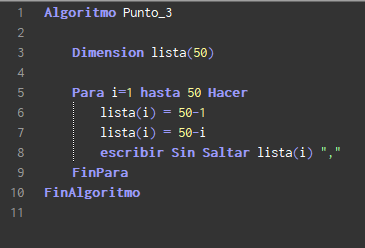 1 Algoritmo Punto_3
2
3 Dimension lista(50)
4
5 Para i=1 hasta 50 Hacer
6 lista(i) = 50-1
7 lista(i) = 50-i
8 escribir Sin Saltar lista(i) ","
9 FinPara
10 FinAlgoritmo
11